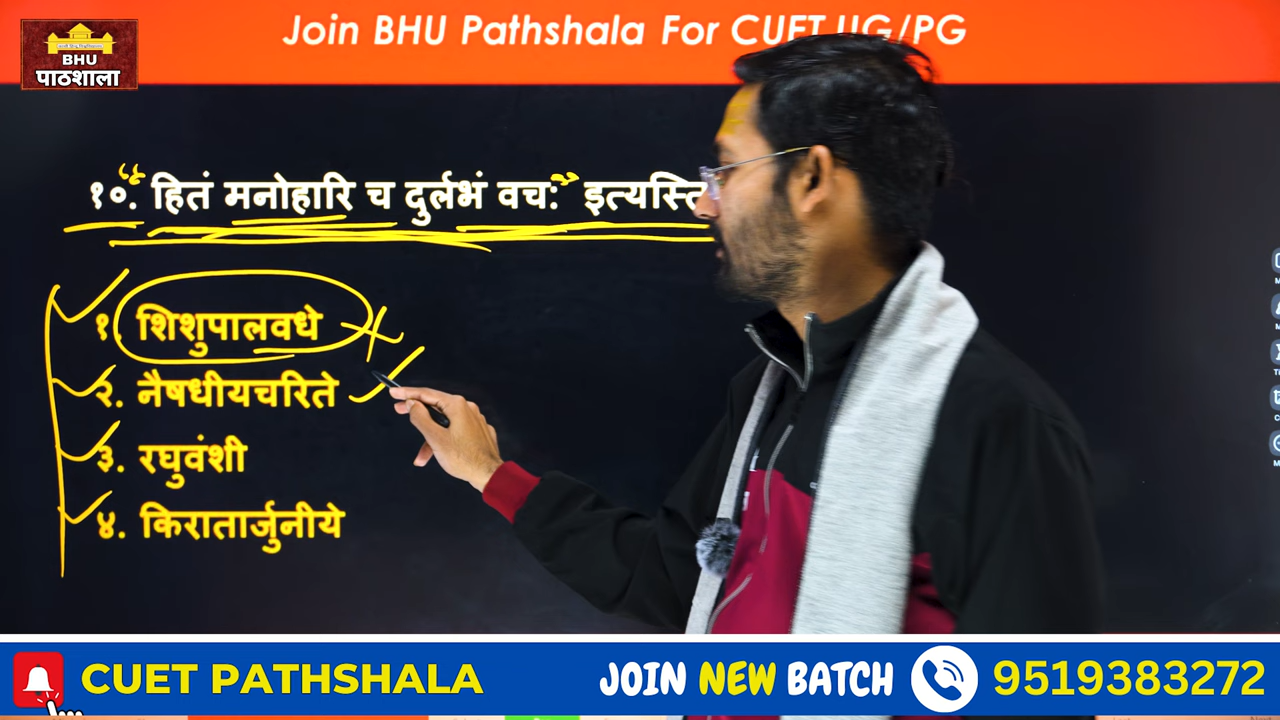 Join BHU Pathshala For CUET UG/PG
BHU
पाठशाला
१०. "हितं मनोहारि च दुर्लभं वच:" इत्यस्ति
१. शिशुपालवधे
२. नैषधीयचरिते
३. रघुवंशी
४. किरातार्जुनीये
CUET PATHSHALA
JOIN NEW BATCH
9519383272